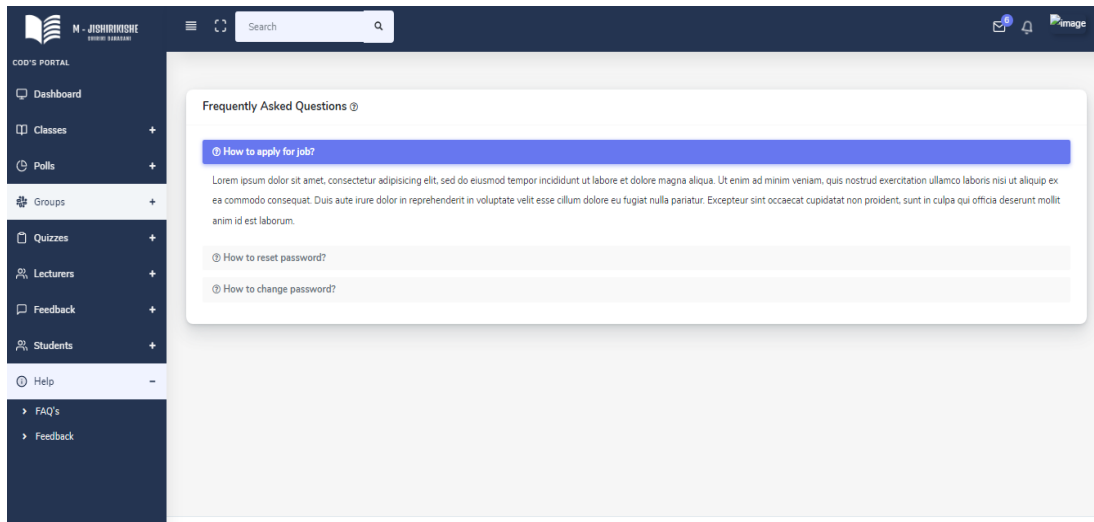 M - JISHIRIKISHE
Search
6
image
COD'S PORTAL
Dashboard
Classes +
Polls +
Groups +
Quizzes +
Lecturers +
Feedback +
Students +
Help -
> FAQ's
> Feedback
Frequently Asked Questions
How to apply for job?
Lorem ipsum dolor sit amet, consectetur adipisicing elit, sed do eiusmod tempor incididunt ut labore et dolore magna aliqua. Ut enim ad minim veniam, quis nostrud exercitation ullamco laboris nisi ut aliquip ex
ea commodo consequat. Duis aute irure dolor in reprehenderit in voluptate velit esse cillum dolore eu fugiat nulla pariatur. Excepteur sint occaecat cupidatat non proident, sunt in culpa qui officia deserunt mollit
anim id est laborum.
How to reset password?
How to change password?